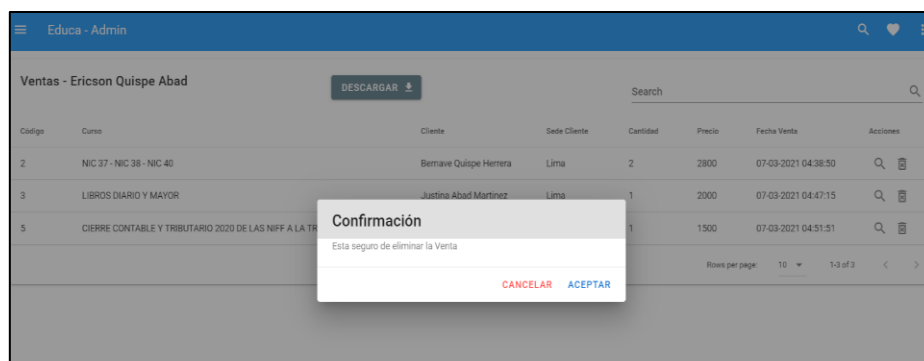 Educa - Admin
Ventas - Ericson Quispe Abad
DESCARGAR
Search
Código Curso Cliente Sede Cliente Cantidad Precio Fecha Venta Acciones
2 NIC 37 - NIC 38 - NIC 40 Bernave Quispe Herrera Lima 2 2800 07-03-2021 04:38:50
3 LIBROS DIARIO Y MAYOR Justina Abad Martinez Lima 1 2000 07-03-2021 04:47:15
5 CIERRE CONTABLE Y TRIBUTARIO 2020 DE LAS NIFF A LA TR 1 1500 07-03-2021 04:51:51
Confirmación
Esta seguro de eliminar la Venta
CANCELAR ACEPTAR
Rows per page: 10 1-3 of 3